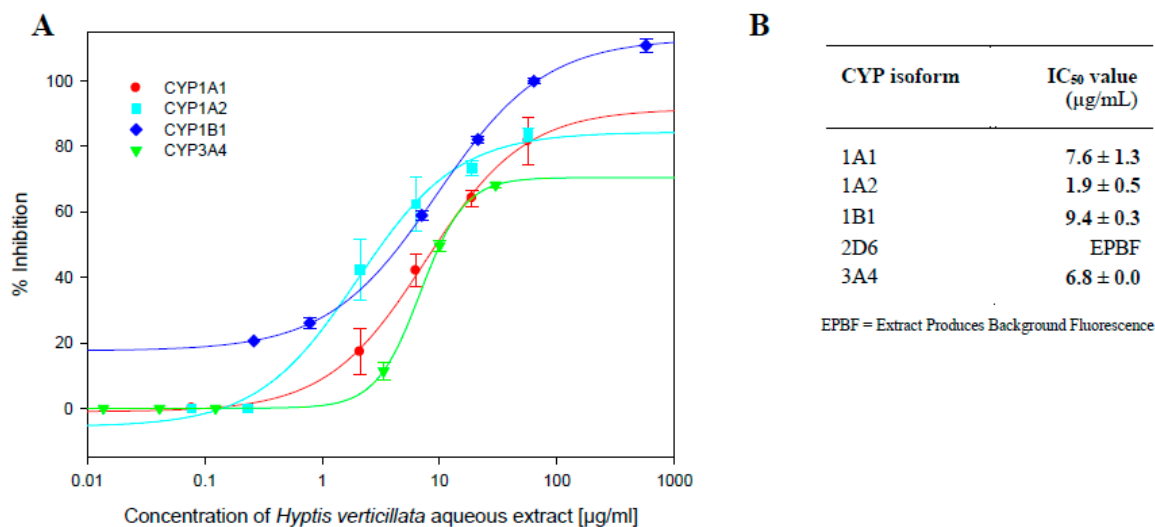 A
B
CYP1A1
CYP1A2
CYP1B1
CYP3A4
% Inhibition
100
80
60
40
20
0
0.01 0.1 1 10 100 1000
Concentration of Hyptis verticillata aqueous extract [µg/ml]
CYP isoform IC50 value
(µg/mL)
1A1 7.6 ± 1.3
1A2 1.9 ± 0.5
1B1 9.4 ± 0.3
2D6 EPBF
3A4 6.8 ± 0.0
EPBF = Extract Produces Background Fluorescence